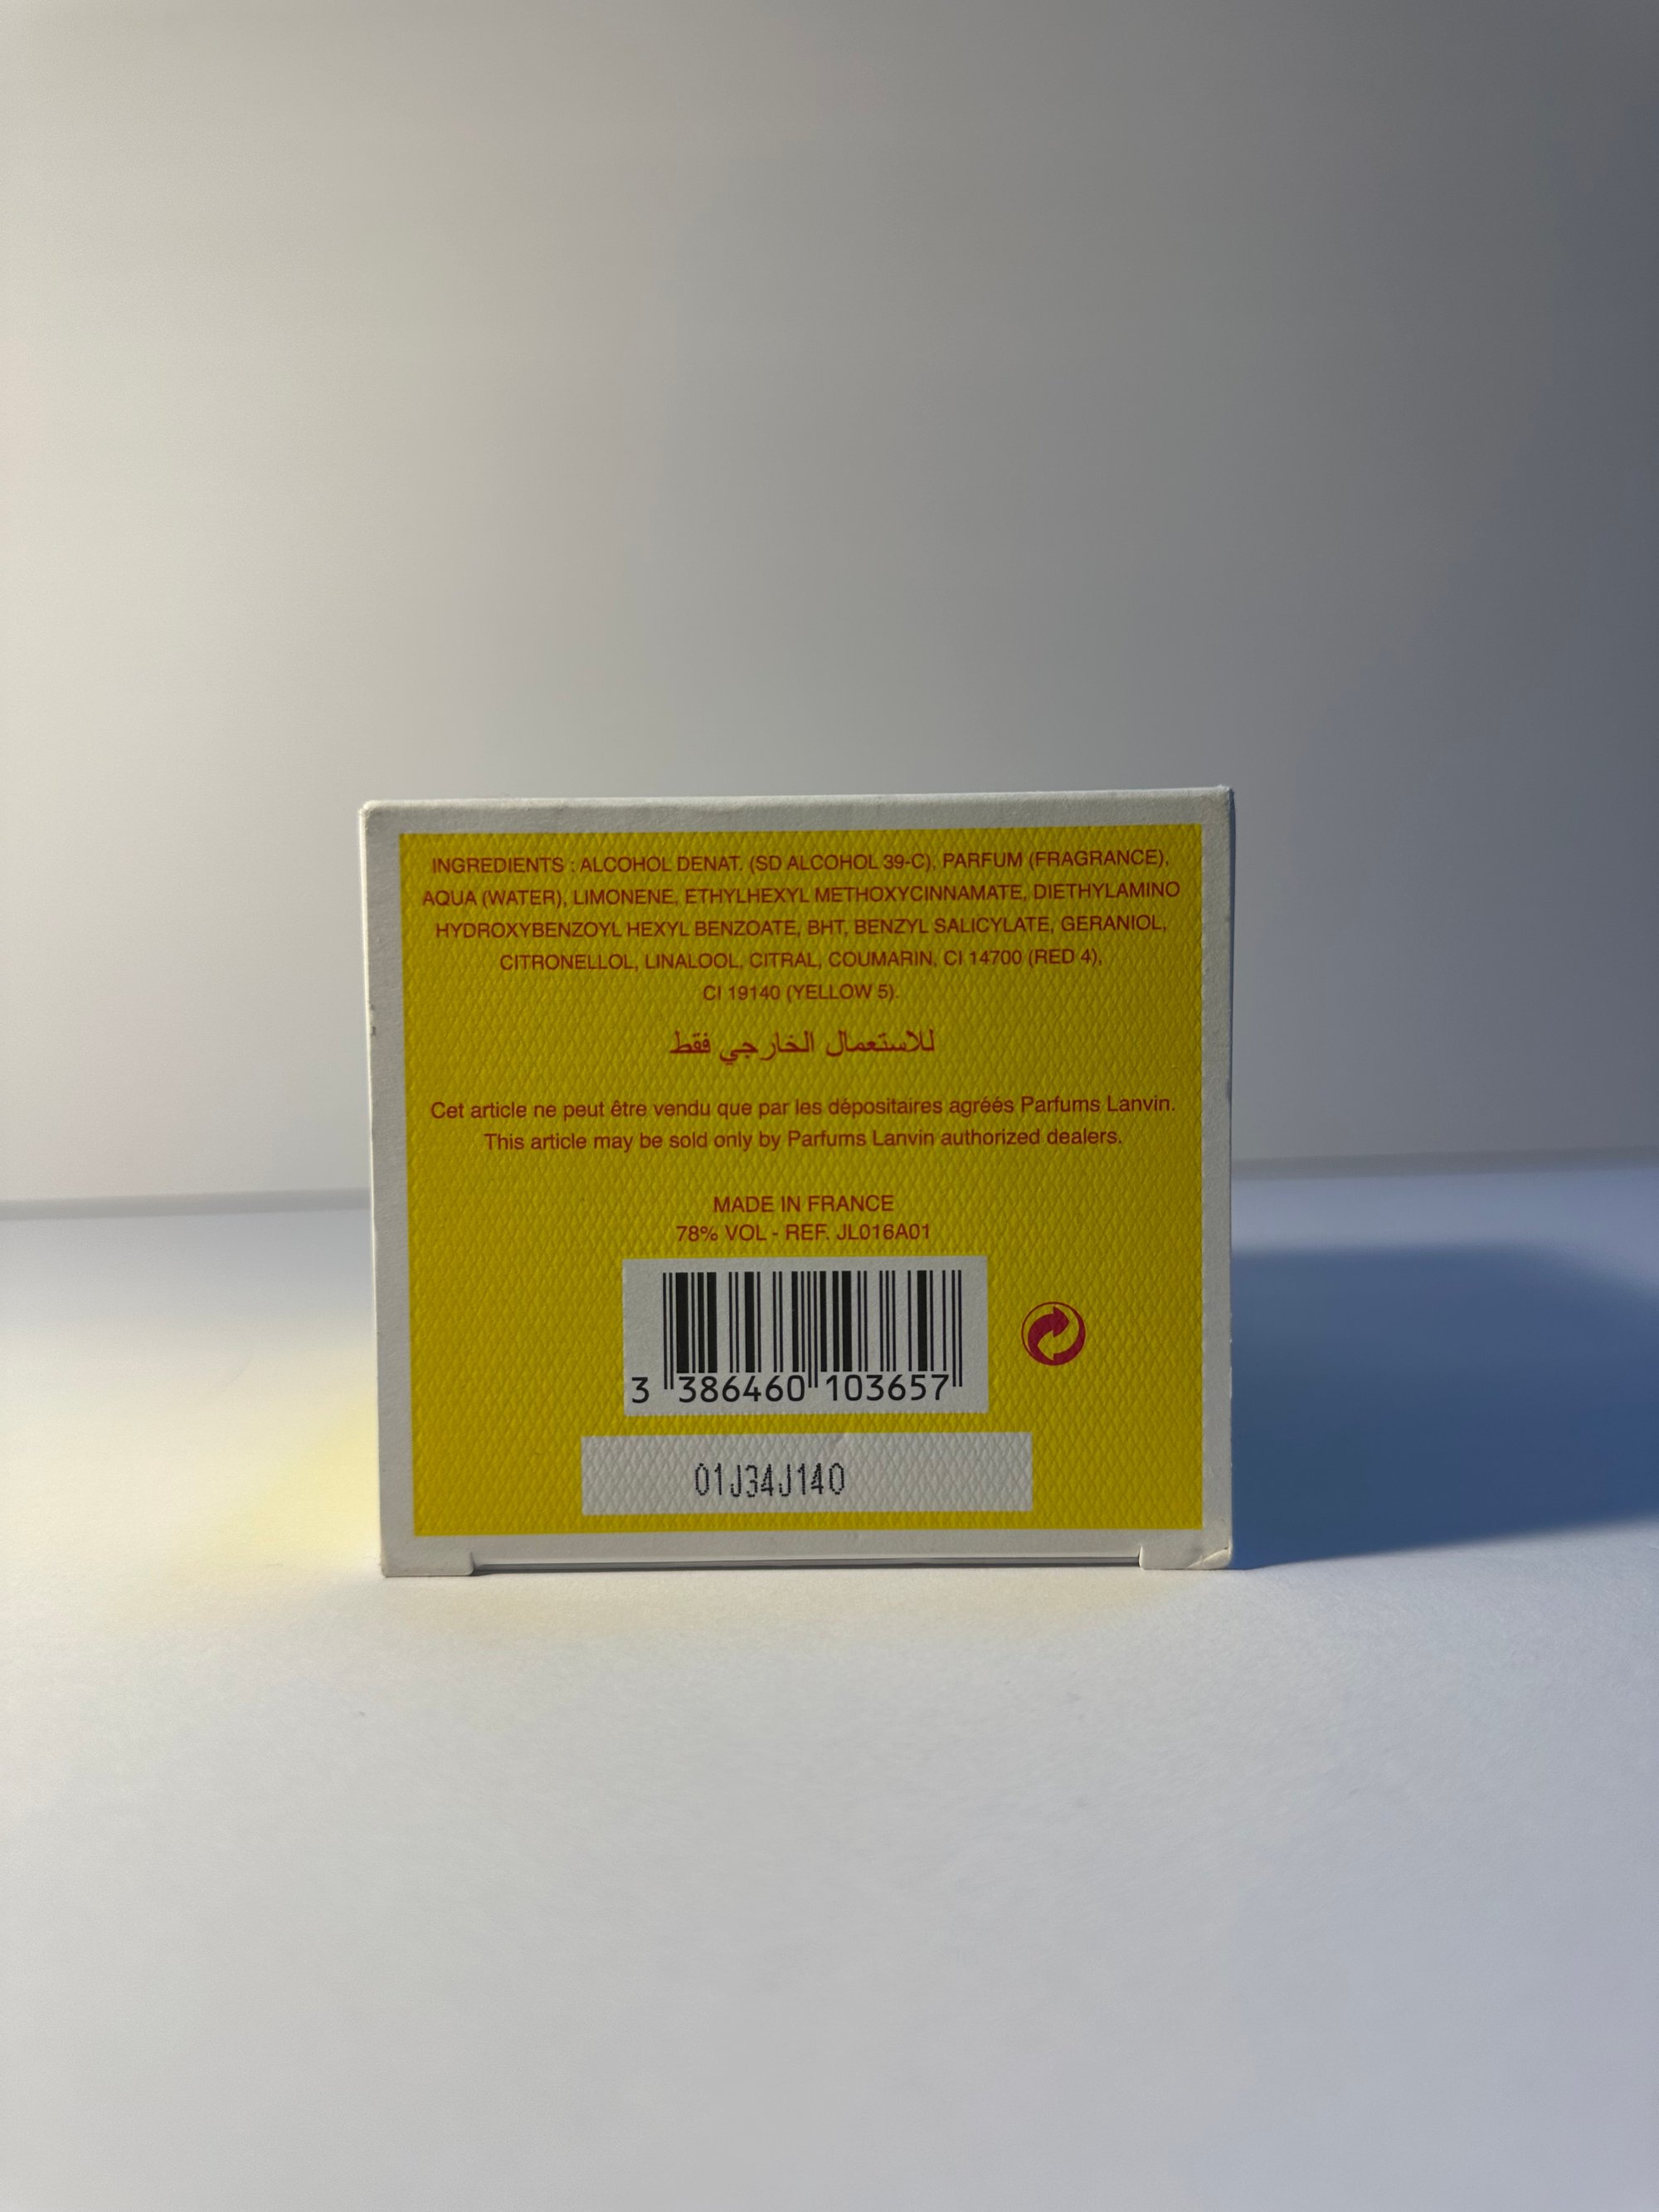 INGREDIENTS : ALCOHOL DENAT. (SD ALCOHOL 39-C), PARFUM (FRAGRANCE),
AQUA (WATER), LIMONENE, ETHYLHEXYL METHOXYCINNAMATE, DIETHYLAMINO
HYDROXYBENZOYL HEXYL BENZOATE, BHT, BENZYL SALICYLATE, GERANIOL,
CITRONELLOL, LINALOOL, CITRAL, COUMARIN, CI 14700 (RED 4),
CI 19140 (YELLOW 5).
للاستعمال الخارجي فقط
Cet article ne peut être vendu que par les dépositaires agréés Parfums Lanvin.
This article may be sold only by Parfums Lanvin authorized dealers.
MADE IN FRANCE
78% VOL - REF. JL016A01
3 386460 103657
01J34J140